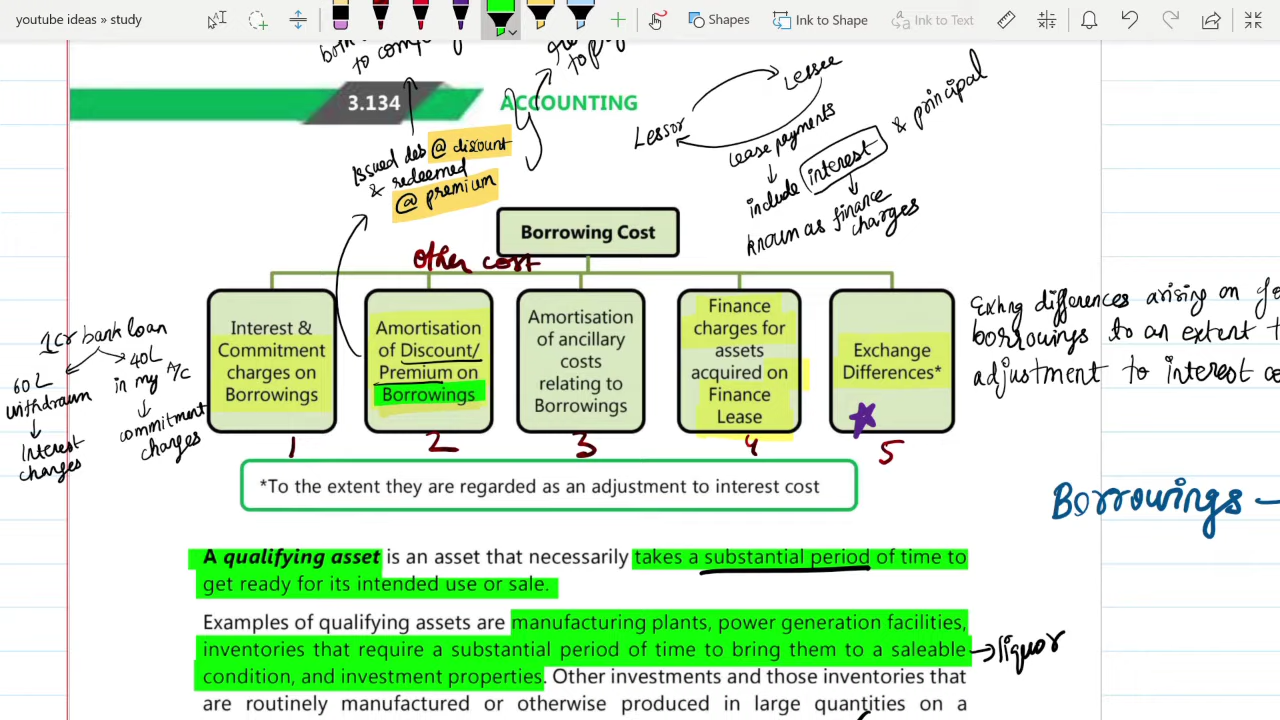 youtube ideas » study
Shapes
Ink to Shape
Ink to Text
both
to
to
3.134
ACCOUNTING
Issued deb @ discount
& redeemed
@ premium
Lessor
Lessee
lease payments
include interest & principal
known as finance
charges
Borrowing Cost
other cost
Interest &
Commitment
charges on
Borrowings
Amortisation
of Discount/
Premium on
Borrowings
Amortisation
of ancillary
costs
relating to
Borrowings
Finance
charges for
assets
acquired on
Finance
Lease
Exchange
Differences*
1
2
3
4
5
1Cr bank loan
60L
withdrawn
Interest
charges
40L
in my A/c
commitment
charges
Exhng differences arising on
borrowings to an extent
adjustment to interest
*To the extent they are regarded as an adjustment to interest cost
Borrowings –
A qualifying asset is an asset that necessarily takes a substantial period of time to
get ready for its intended use or sale.
Examples of qualifying assets are manufacturing plants, power generation facilities,
inventories that require a substantial period of time to bring them to a saleable
→liquor
condition, and investment properties. Other investments and those inventories that
are routinely manufactured or otherwise produced in large quantities on a